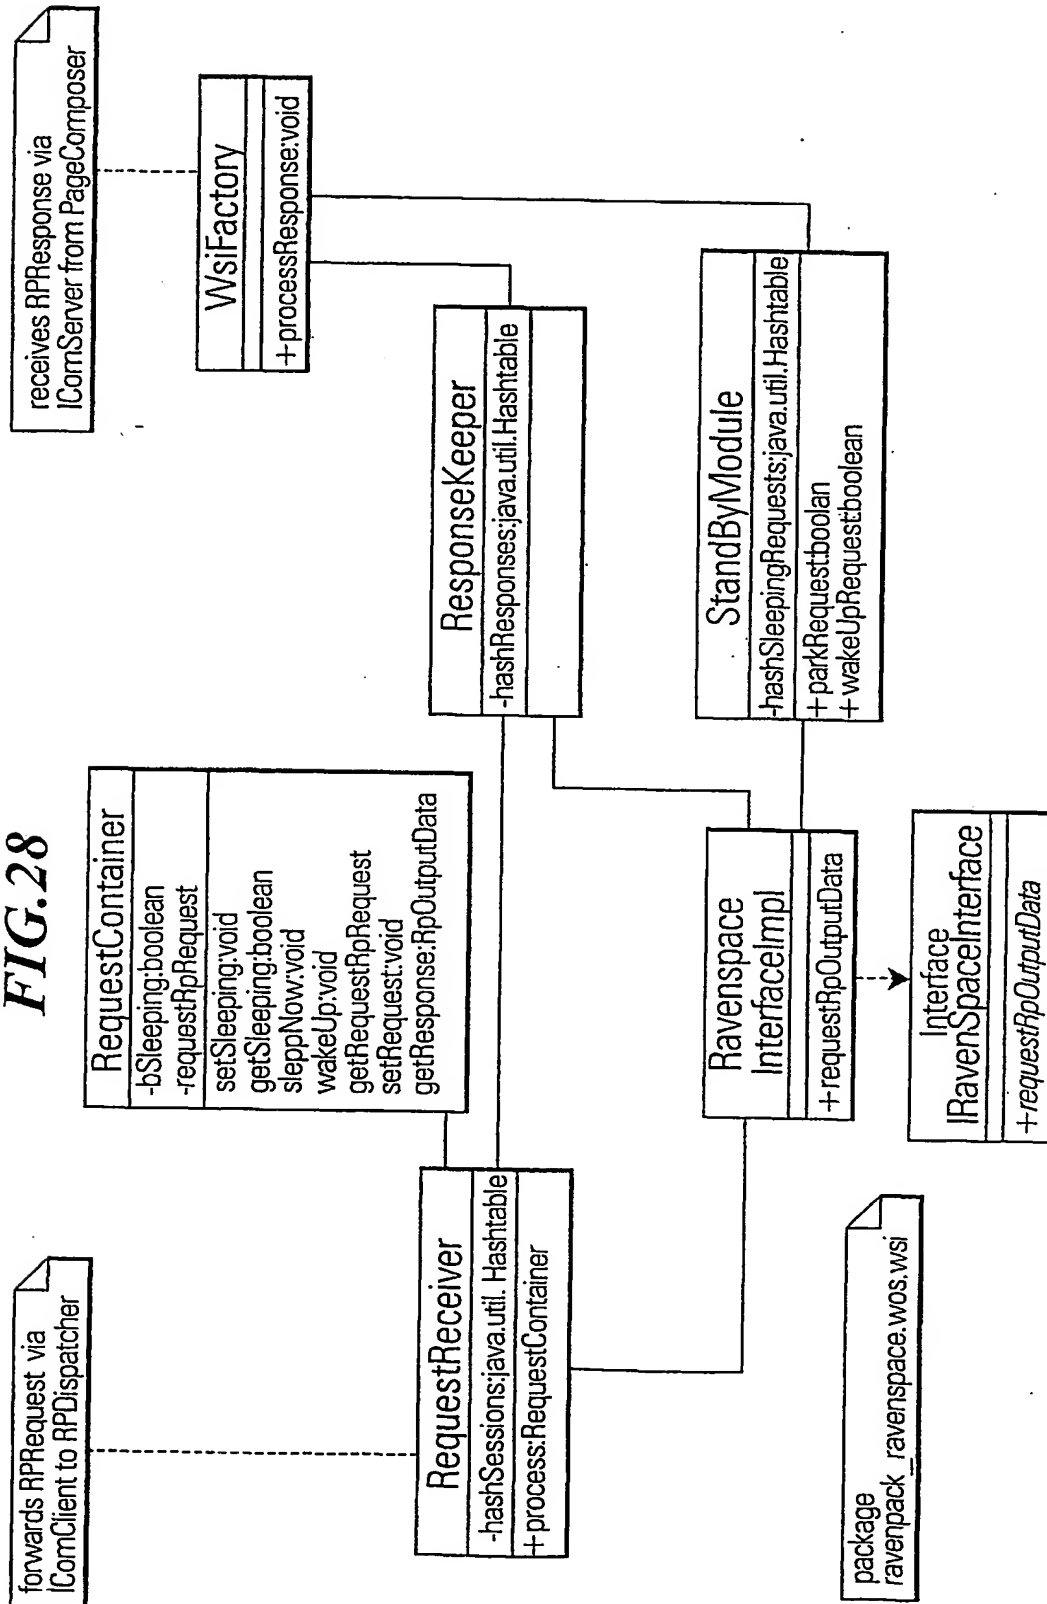 FIG.28
forwards RPRequest via
IComClient to RPDispatcher
RequestContainer
-bSleeping:boolean
-requestRpRequest
setSleeping:void
getSleeping:boolean
sleppNow:void
wakeUp:void
getRequestRpRequest
setRequest:void
getResponse:RpOutputData
receives RPResponse via
IComServer from PageComposer
WsiFactory
+processResponse:void
RequestReceiver
-hashSessions:java.util. Hashtable
+process:RequestContainer
ResponseKeeper
-hashResponses:java.util.Hashtable
Ravenspace
InterfaceImpl
+requestRpOutputData
StandByModule
-hashSleepingRequests:java.util.Hashtable
+parkRequest:boolan
+wakeUpRequest:boolean
package
ravenpack_ravenspace.wos.wsi
Interface
IRavenSpaceInterface
+requestRpOutputData